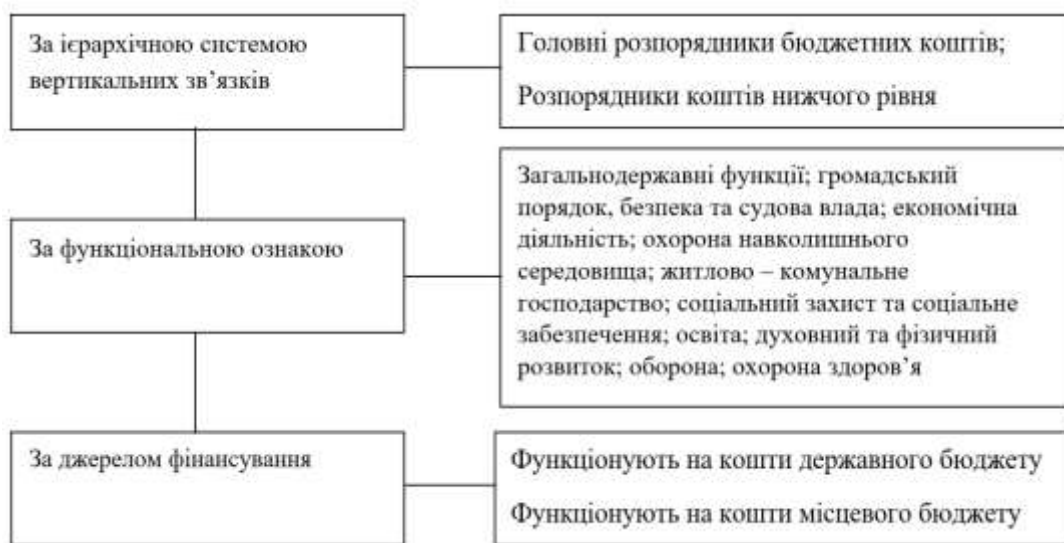 За ієрархічною системою
вертикальних зв’язків
Головні розпорядники бюджетних коштів;
Розпорядники коштів нижчого рівня
За функціональною ознакою
Загальнодержавні функції; громадський
порядок, безпека та судова влада; економічна
діяльність; охорона навколишнього
середовища; житлово – комунальне
господарство; соціальний захист та соціальне
забезпечення; освіта; духовний та фізичний
розвиток; оборона; охорона здоров’я
За джерелом фінансування
Функціонують на кошти державного бюджету
Функціонують на кошти місцевого бюджету